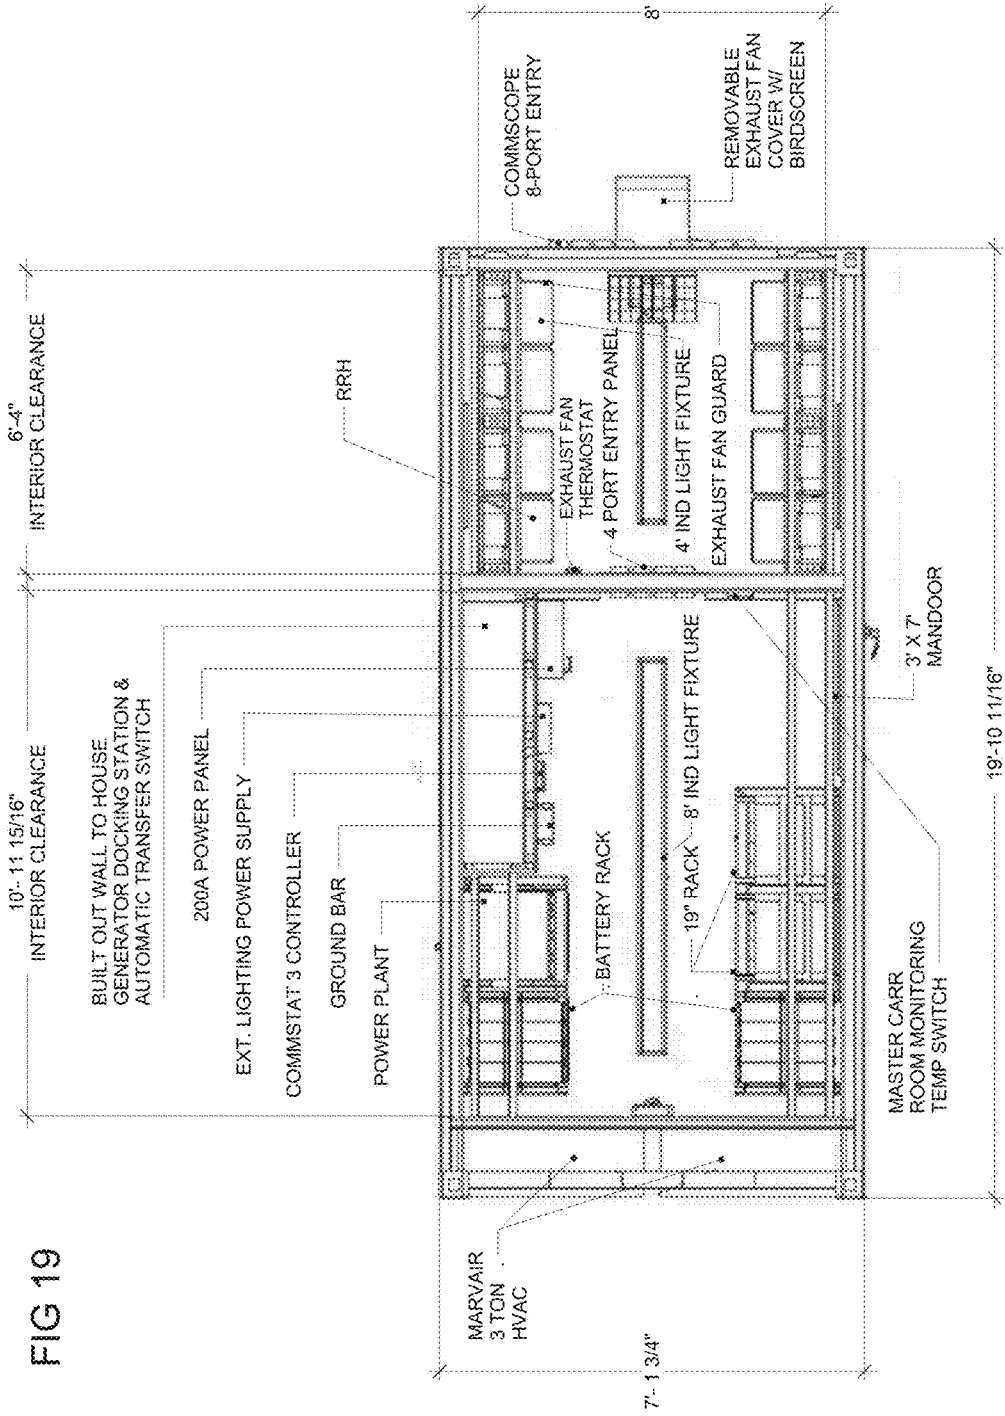 FIG 19
10'- 11 15/16"
INTERIOR CLEARANCE
6'-4"
INTERIOR CLEARANCE
BUILT OUT WALL TO HOUSE
GENERATOR DOCKING STATION &
AUTOMATIC TRANSFER SWITCH
200A POWER PANEL
EXT. LIGHTING POWER SUPPLY
COMMSTAT 3 CONTROLLER
GROUND BAR
POWER PLANT
RRH
COMMSCOPE
8-PORT ENTRY
8'
REMOVABLE
EXHAUST FAN
COVER W/
BIRDSCREEN
EXHAUST FAN
THERMOSTAT
4 PORT ENTRY PANEL
4' IND LIGHT FIXTURE
EXHAUST FAN GUARD
BATTERY RACK
19" RACK
8' IND LIGHT FIXTURE
MARVAIR
3 TON
HVAC
7'- 1 3/4"
MASTER CARR
ROOM MONITORING
TEMP SWITCH
3' X 7'
MANDOOR
19'-10 11/16"